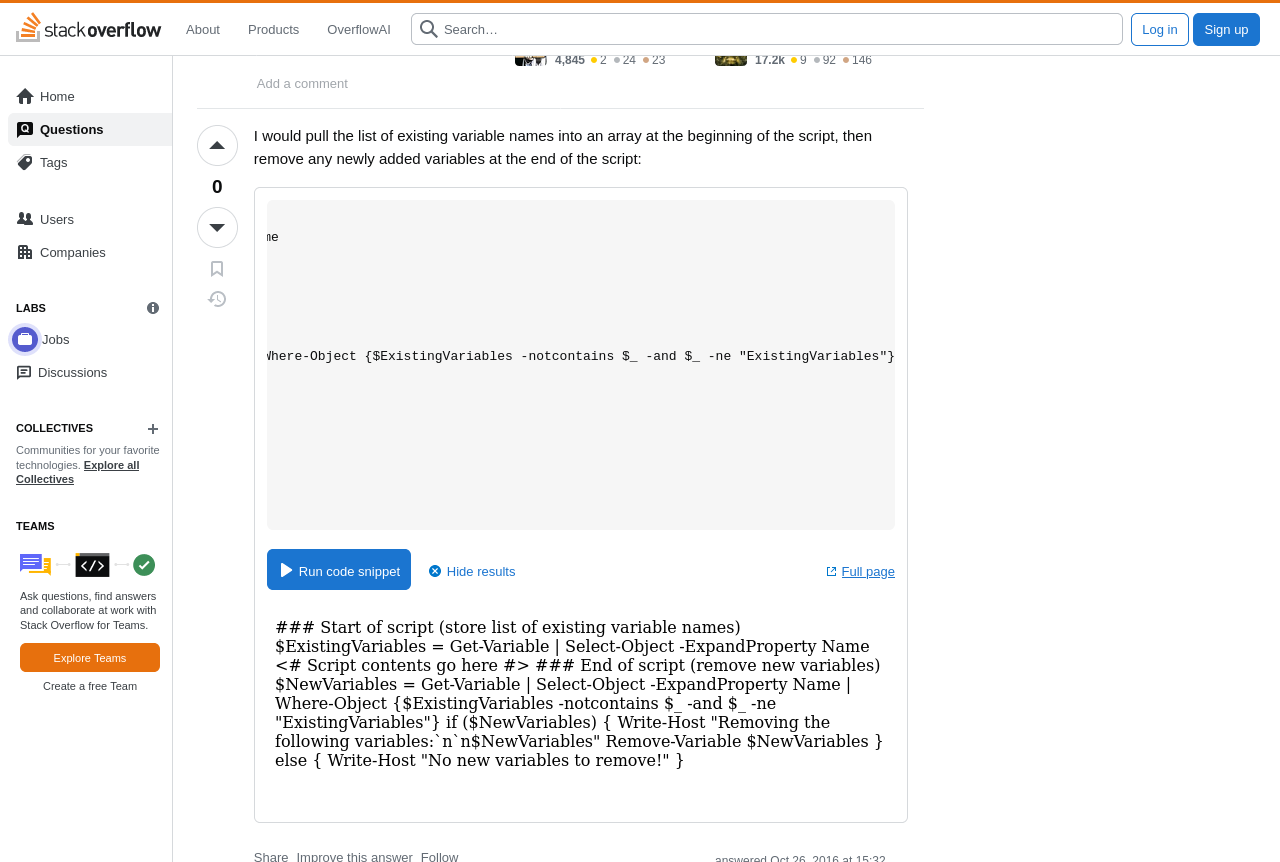 stack overflow
About
Products
OverflowAI
Search…
Log in
Sign up
4,845 2 24 23
17.2k 9 92 146
Add a comment
Home
Questions
Tags
Users
Companies
LABS
Jobs
Discussions
COLLECTIVES
Communities for your favorite
technologies. Explore all
Collectives
TEAMS
Ask questions, find answers
and collaborate at work with
Stack Overflow for Teams.
Explore Teams
Create a free Team
0
I would pull the list of existing variable names into an array at the beginning of the script, then
remove any newly added variables at the end of the script:
me
Where-Object {$ExistingVariables -notcontains $_ -and $_ -ne "ExistingVariables"}
Run code snippet
Hide results
Full page
### Start of script (store list of existing variable names)
$ExistingVariables = Get-Variable | Select-Object -ExpandProperty Name
<# Script contents go here #> ### End of script (remove new variables)
$NewVariables = Get-Variable | Select-Object -ExpandProperty Name |
Where-Object {$ExistingVariables -notcontains $_ -and $_ -ne
"ExistingVariables"} if ($NewVariables) { Write-Host "Removing the
following variables:`n`n$NewVariables" Remove-Variable $NewVariables }
else { Write-Host "No new variables to remove!" }
Share Improve this answer Follow
answered Oct 26, 2016 at 15:32